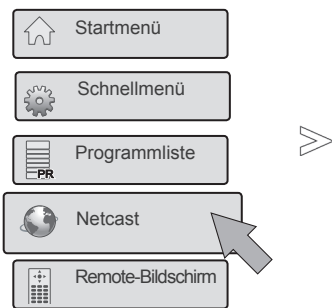 Startmenü
Schnellmenü
PR
Programmliste
Netcast
Remote-Bildschirm